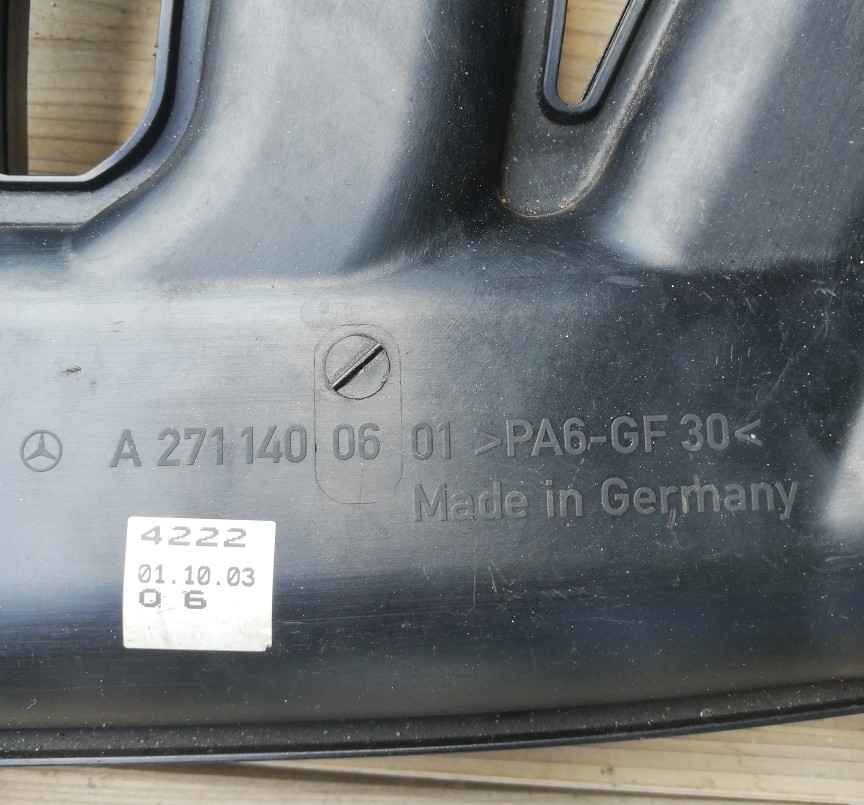 A 271 140 06 01 >PA6-GF 30<
Made in Germany
4222
01.10.03
Q 6